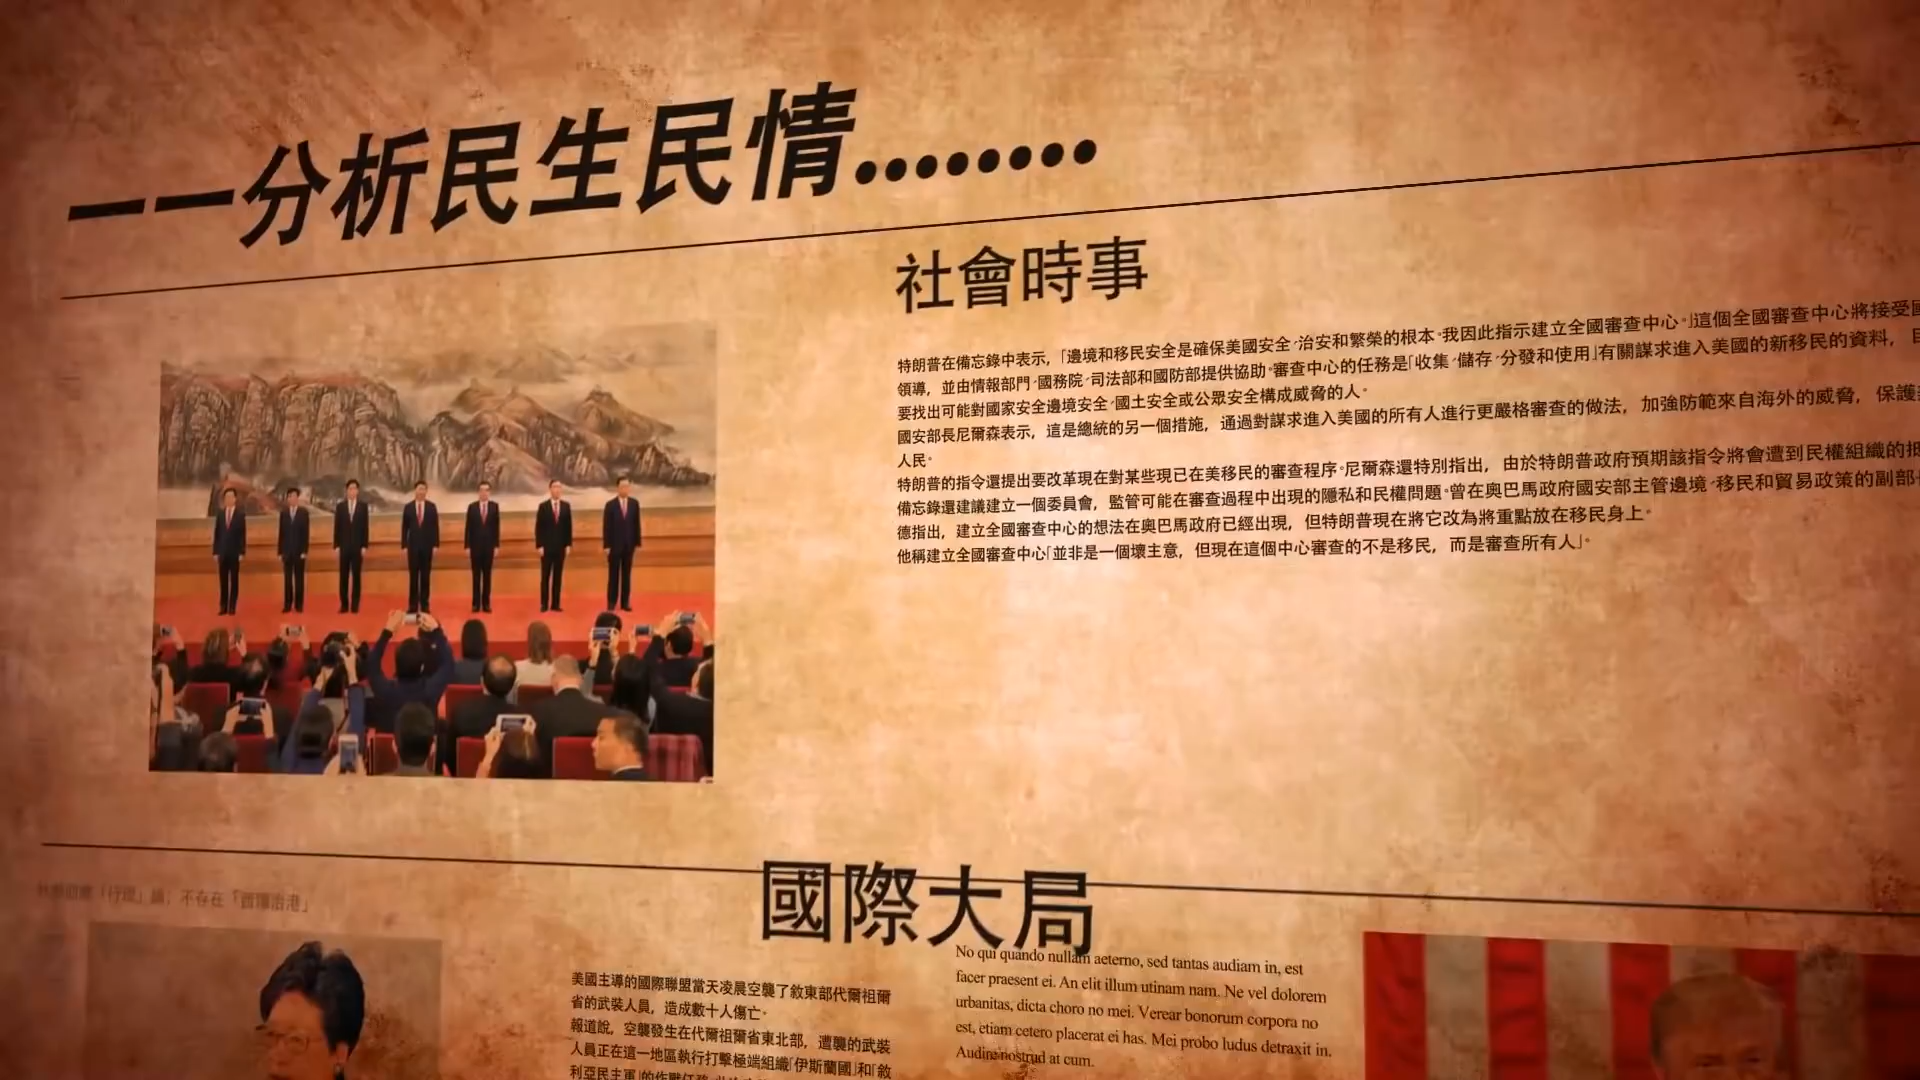 一一分析民生民情........
社會時事
特朗普在備忘錄中表示，「邊境和移民安全是確保美國安全、治安和繁榮的根本。我因此指示建立全國審查中心。」這個全國審查中心將接受國
領導，並由情報部門、國務院、司法部和國防部提供協助。審查中心的任務是「收集、儲存、分發和使用」有關謀求進入美國的新移民的資料，目
要找出可能對國家安全邊境安全、國土安全或公眾安全構成威脅的人。
國安部長尼爾森表示，這是總統的另一個措施，通過對謀求進入美國的所有人進行更嚴格審查的做法，加強防範來自海外的威脅，保護
人民。
特朗普的指令還提出要改革現在對某些現已在美移民的審查程序。尼爾森還特別指出，由於特朗普政府預期該指令將會遭到民權組織的抵
備忘錄還建議建立一個委員會，監管可能在審查過程中出現的隱私和民權問題。曾在奧巴馬政府國安部主管邊境、移民和貿易政策的副部
德指出，建立全國審查中心的想法在奧巴馬政府已經出現，但特朗普現在將它改為將重點放在移民身上。
他稱建立全國審查中心「並非是一個壞主意，但現在這個中心審查的不是移民，而是審查所有人」。
國際大局
「行理」論：不存在「西環治港」
美國主導的國際聯盟當天凌晨空襲了敘東部代爾祖爾
省的武裝人員，造成數十人傷亡。
報道說，空襲發生在代爾祖爾省東北部，遭襲的武裝
人員正在這一地區執行打擊極端組織「伊斯蘭國」和「敘
利亞民主軍」的作戰任務
No qui quando nullam aeterno, sed tantas audiam in, est
facer praesent ei. An elit illum utinam nam. Ne vel dolorem
urbanitas, dicta choro no mei. Verear bonorum corpora no
est, etiam cetero placerat ei has. Mei probo ludus detraxit in.
Audire nostrud at cum.